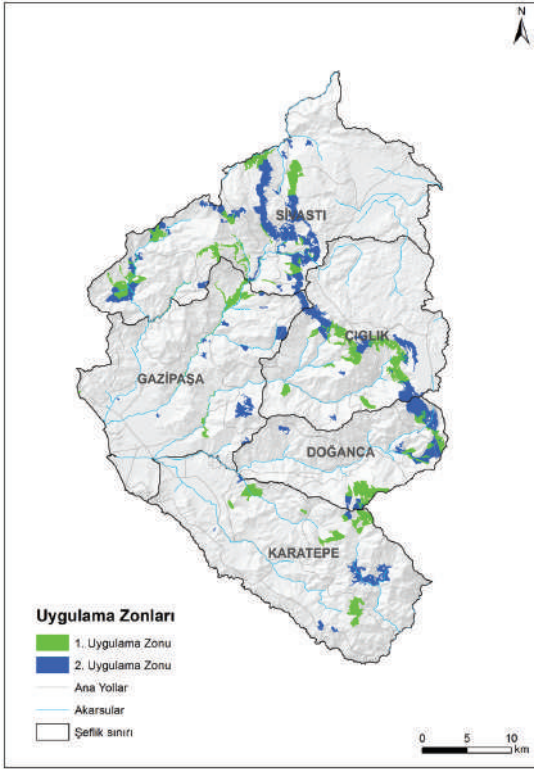 N
SİVASTI
ÇIĞLIK
GAZİPAŞA
DOĞANCA
KARATEPE
Uygulama Zonları
1. Uygulama Zonu
2. Uygulama Zonu
Ana Yollar
Akarsular
Şeflik sınırı
0 5 10
km